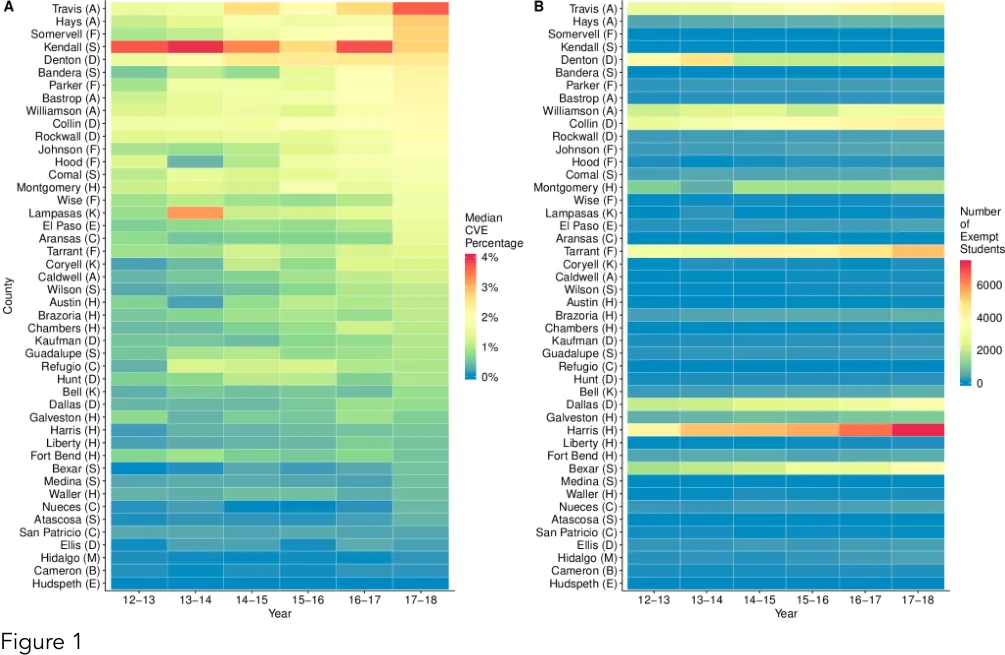 A
Travis (A)
Hays (A)
Somervell (F)
Kendall (S)
Denton (D)
Bandera (S)
Parker (F)
Bastrop (A)
Williamson (A)
Collin (D)
Rockwall (D)
Johnson (F)
Hood (F)
Comal (S)
Montgomery (H)
Wise (F)
Lampasas (K)
El Paso (E)
Aransas (C)
Tarrant (F)
Coryell (K)
Caldwell (A)
Wilson (S)
Austin (H)
Brazoria (H)
Chambers (H)
Kaufman (D)
Guadalupe (S)
Refugio (C)
Hunt (D)
Bell (K)
Dallas (D)
Galveston (H)
Harris (H)
Liberty (H)
Fort Bend (H)
Bexar (S)
Medina (S)
Waller (H)
Nueces (C)
Atascosa (S)
San Patricio (C)
Ellis (D)
Hidalgo (M)
Cameron (B)
Hudspeth (E)
County
12–13 13–14 14–15 15–16 16–17 17–18
Year
Median
CVE
Percentage
4%
3%
2%
1%
0%
B
Travis (A)
Hays (A)
Somervell (F)
Kendall (S)
Denton (D)
Bandera (S)
Parker (F)
Bastrop (A)
Williamson (A)
Collin (D)
Rockwall (D)
Johnson (F)
Hood (F)
Comal (S)
Montgomery (H)
Wise (F)
Lampasas (K)
El Paso (E)
Aransas (C)
Tarrant (F)
Coryell (K)
Caldwell (A)
Wilson (S)
Austin (H)
Brazoria (H)
Chambers (H)
Kaufman (D)
Guadalupe (S)
Refugio (C)
Hunt (D)
Bell (K)
Dallas (D)
Galveston (H)
Harris (H)
Liberty (H)
Fort Bend (H)
Bexar (S)
Medina (S)
Waller (H)
Nueces (C)
Atascosa (S)
San Patricio (C)
Ellis (D)
Hidalgo (M)
Cameron (B)
Hudspeth (E)
12–13 13–14 14–15 15–16 16–17 17–18
Year
Number
of
Exempt
Students
6000
4000
2000
0
Figure 1